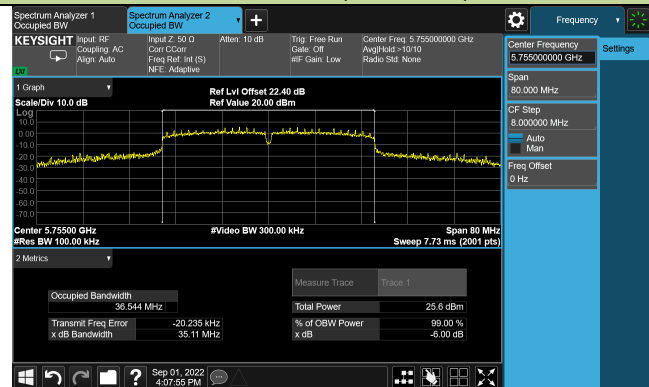 Spectrum Analyzer 1
Occupied BW
Spectrum Analyzer 2
Occupied BW
Frequency
KEYSIGHT
Input: RF
Coupling: AC
Align: Auto
Input Z: 50 Ω
Corr CCorr
Freq Ref: Int (S)
NFE: Adaptive
Atten: 10 dB
Trig: Free Run
Gate: Off
#IF Gain: Low
Center Freq: 5.755000000 GHz
Avg|Hold:>10/10
Radio Std: None
LXI
Center Frequency
5.755000000 GHz
Settings
Span
80.000 MHz
CF Step
8.000000 MHz
Auto
Man
Freq Offset
0 Hz
1 Graph
Scale/Div 10.0 dB
Ref Lvl Offset 22.40 dB
Ref Value 20.00 dBm
Log
10.0
0.00
-10.0
-20.0
-30.0
-40.0
-50.0
-60.0
-70.0
Center 5.75500 GHz
#Res BW 100.00 kHz
#Video BW 300.00 kHz
Span 80 MHz
Sweep 7.73 ms (2001 pts)
2 Metrics
Measure Trace
Trace 1
Occupied Bandwidth
36.544 MHz
Total Power
25.6 dBm
Transmit Freq Error
-20.235 kHz
% of OBW Power
99.00 %
x dB Bandwidth
35.11 MHz
x dB
-6.00 dB
?
Sep 01, 2022
4:07:55 PM